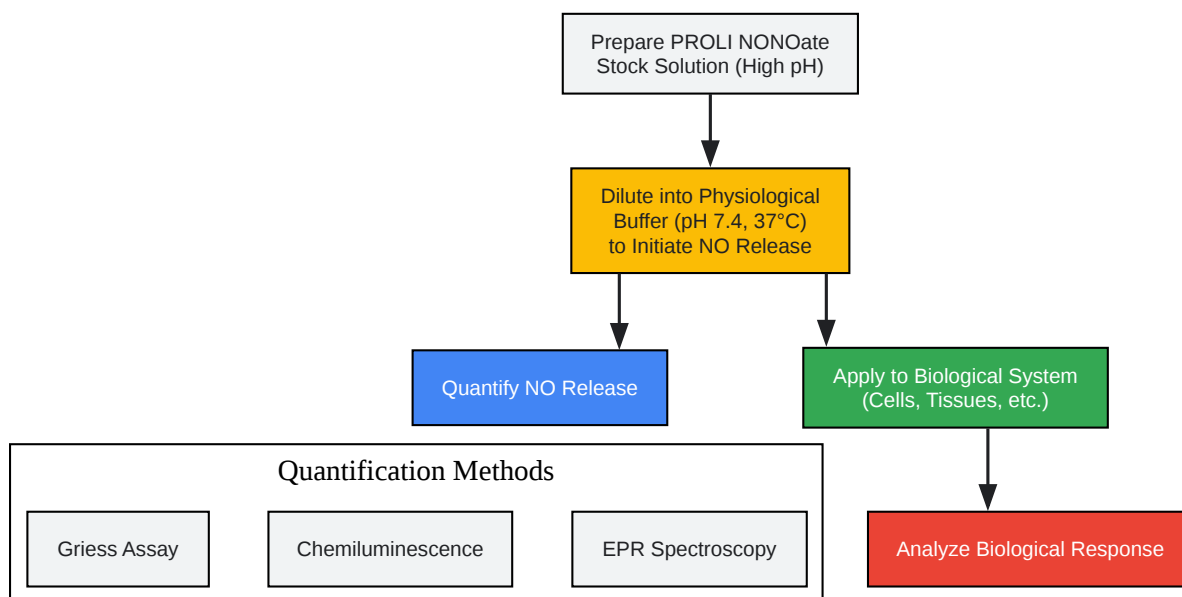 Prepare PROLI NONOate
Stock Solution (High pH)
Dilute into Physiological
Buffer (pH 7.4, 37°C)
to Initiate NO Release
Quantify NO Release
Apply to Biological System
(Cells, Tissues, etc.)
Quantification Methods
Griess Assay
Chemiluminescence
EPR Spectroscopy
Analyze Biological Response